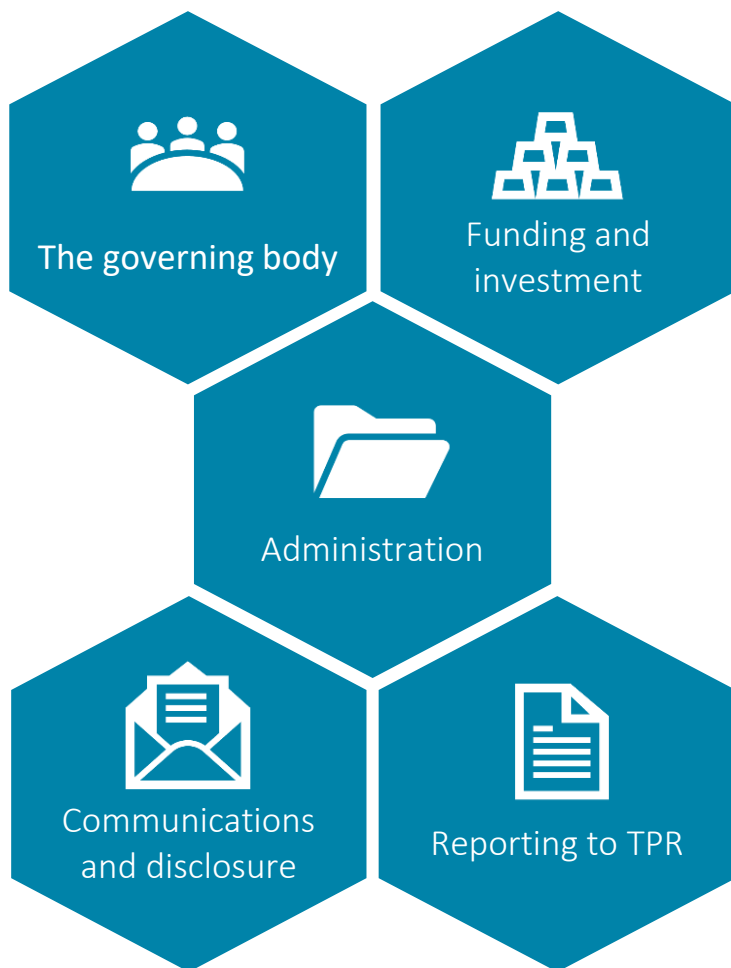 The governing body
Funding and
investment
Administration
Communications
and disclosure
Reporting to TPR